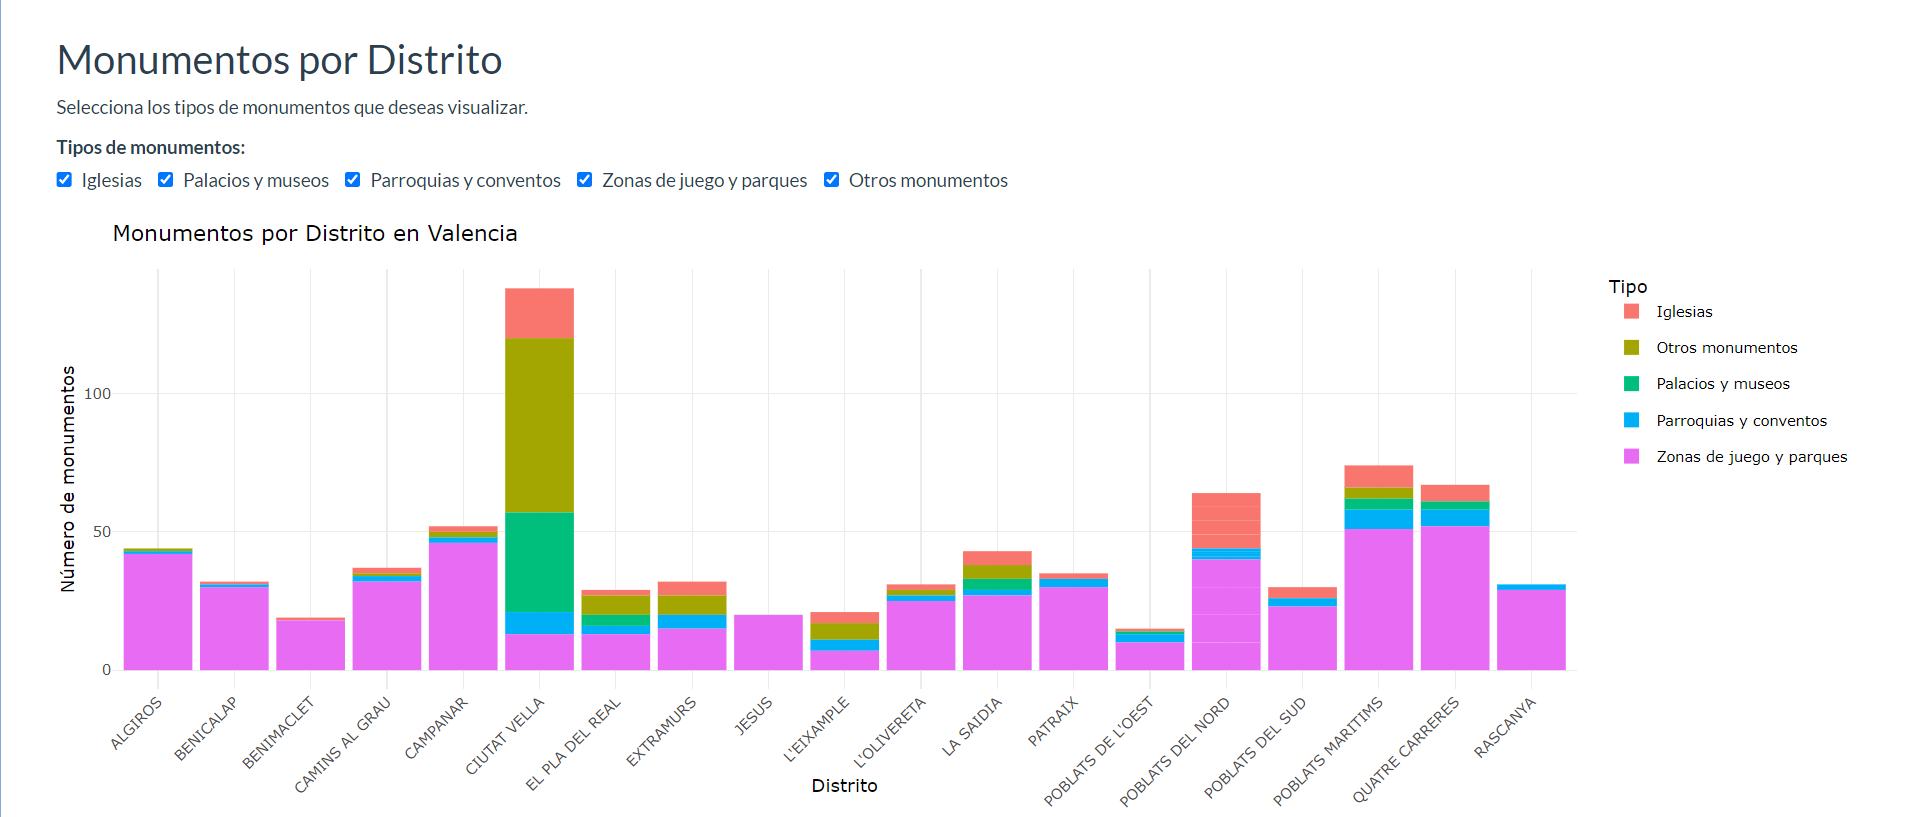 Monumentos por Distrito
Selecciona los tipos de monumentos que deseas visualizar.
Tipos de monumentos:
Iglesias Palacios y museos Parroquias y conventos Zonas de juego y parques Otros monumentos
Monumentos por Distrito en Valencia
Número de monumentos
100
50
0
ALGIROS
BENICALAP
BENIMACLET
CAMINS AL GRAU
CAMPANAR
CIUTAT VELLA
EL PLA DEL REAL
EXTRAMURS
JESUS
L'EIXAMPLE
L'OLIVERETA
LA SAIDIA
PATRAIX
POBLATS DE L'OEST
POBLATS DEL NORD
POBLATS DEL SUD
POBLATS MARITIMS
QUATRE CARRERES
RASCANYA
Distrito
Tipo
Iglesias
Otros monumentos
Palacios y museos
Parroquias y conventos
Zonas de juego y parques